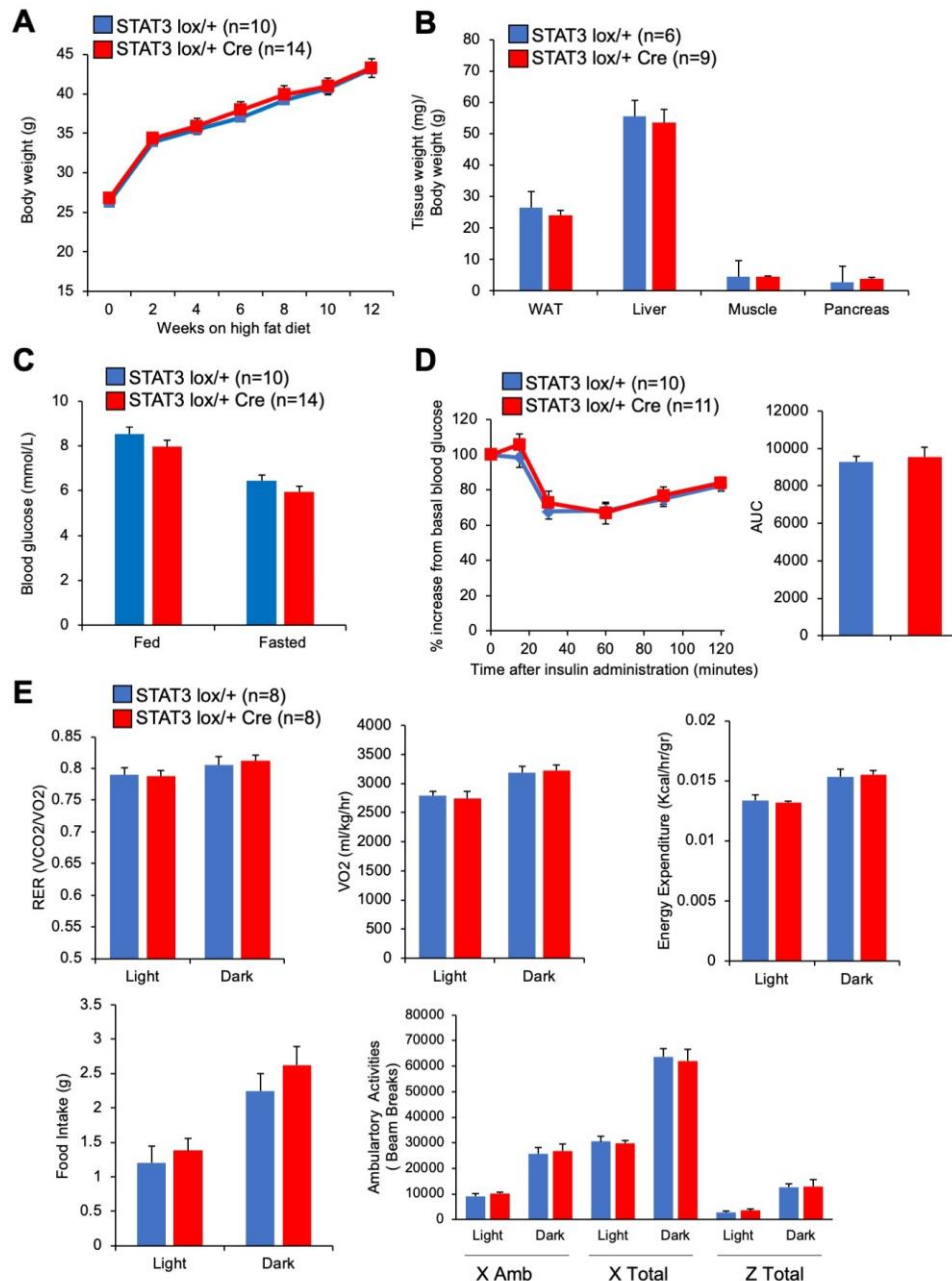 A
STAT3 lox/+ (n=10)
STAT3 lox/+ Cre (n=14)
Body weight (g)
45
40
35
30
25
20
15
0 2 4 6 8 10 12
Weeks on high fat diet
B
STAT3 lox/+ (n=6)
STAT3 lox/+ Cre (n=9)
Tissue weight (mg)/
Body weight (g)
80
70
60
50
40
30
20
10
0
WAT Liver Muscle Pancreas
C
STAT3 lox/+ (n=10)
STAT3 lox/+ Cre (n=14)
Blood glucose (mmol/L)
10
8
6
4
2
0
Fed Fasted
D
STAT3 lox/+ (n=10)
STAT3 lox/+ Cre (n=11)
% increase from basal blood glucose
120
100
80
60
40
20
0
0 20 40 60 80 100 120
Time after insulin administration (minutes)
AUC
12000
10000
8000
6000
4000
2000
0
E
STAT3 lox/+ (n=8)
STAT3 lox/+ Cre (n=8)
RER (VCO2/VO2)
0.85
0.8
0.75
0.7
0.65
0.6
0.55
0.5
Light Dark
VO2 (ml/kg/hr)
4000
3500
3000
2500
2000
1500
1000
500
0
Light Dark
Energy Expenditure (Kcal/hr/gr)
0.02
0.015
0.01
0.005
0
Light Dark
Food Intake (g)
3.5
3
2.5
2
1.5
1
0.5
0
Light Dark
Ambulartory Activities
( Beam Breaks)
80000
70000
60000
50000
40000
30000
20000
10000
0
Light Dark Light Dark Light Dark
X Amb X Total Z Total